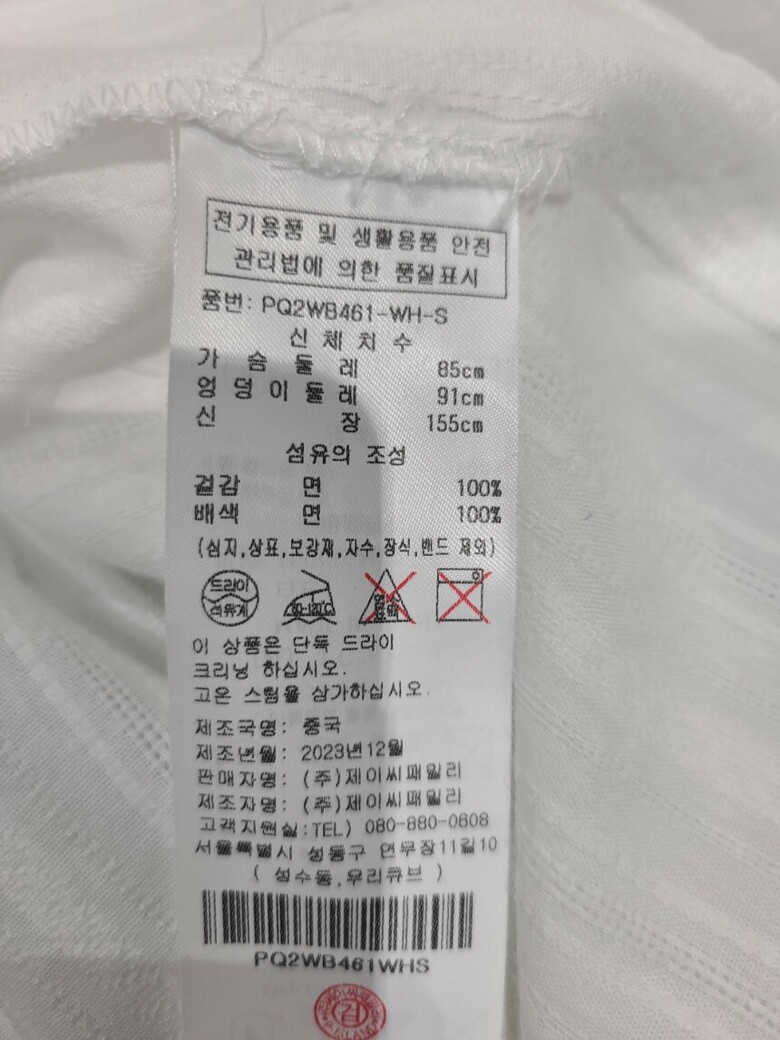 전기용품 및 생활용품 안전
관리법에 의한 품질표시
품번: PQ2WB461-WH-S
신 체 치 수
가 슴 둘 레 85cm
엉 덩 이 둘 레 91cm
신 장 155cm
섬유의 조성
겉감 면 100%
배색 면 100%
(심지,상표,보강재,자수,장식,밴드 제외)
드라이
석유계
80-120℃
이 상품은 단독 드라이
크리닝 하십시오.
고온 스팀을 삼가하십시오.
제조국명: 중국
제조년월: 2023년12월
판매자명: (주)제이씨패밀리
제조자명: (주)제이씨패밀리
고객지원실:TEL) 080-880-0608
서울특별시 성동구 연무장11길10
( 성수동,우리큐브 )
PQ2WB461WHS
검